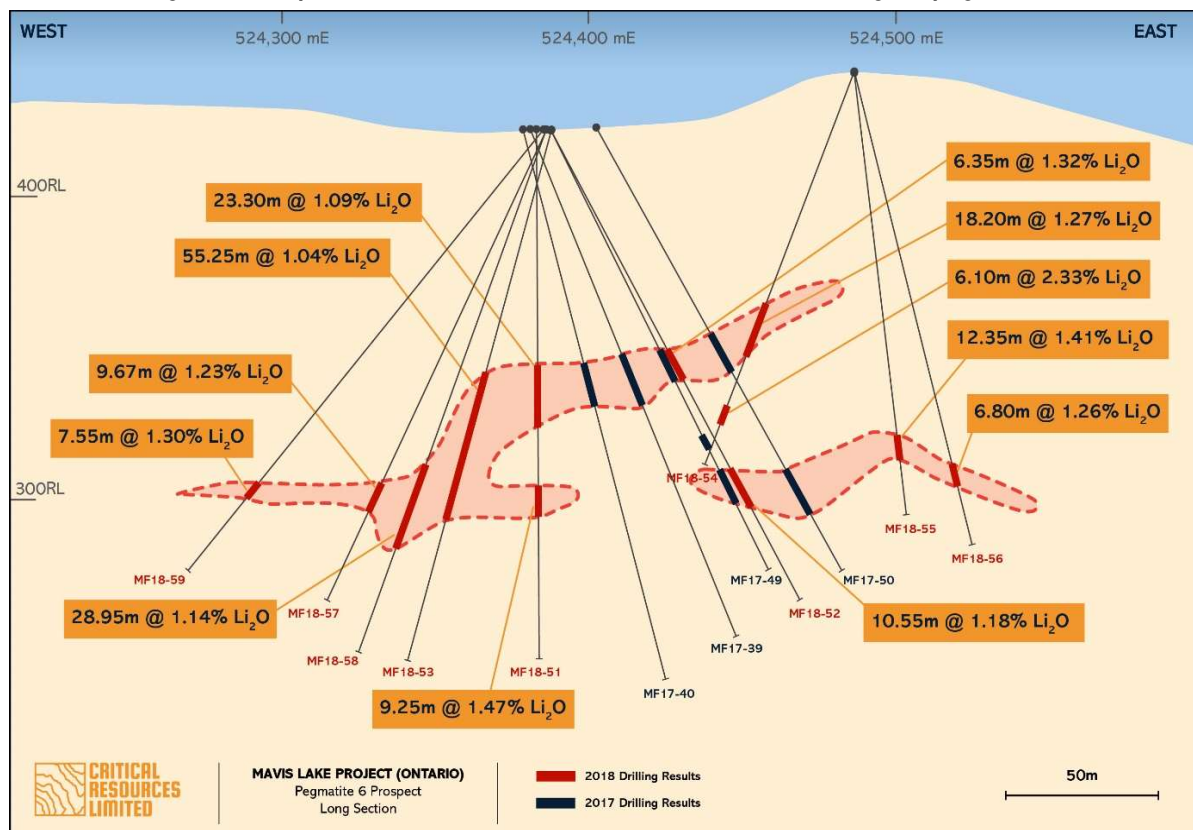 WEST
524,300 mE
524,400 mE
524,500 mE
EAST
400RL
23.30m @ 1.09% Li₂O
6.35m @ 1.32% Li₂O
55.25m @ 1.04% Li₂O
18.20m @ 1.27% Li₂O
6.10m @ 2.33% Li₂O
12.35m @ 1.41% Li₂O
9.67m @ 1.23% Li₂O
6.80m @ 1.26% Li₂O
7.55m @ 1.30% Li₂O
300RL
MF18-54
MF18-55
MF18-56
MF18-59
MF17-49
MF17-50
MF18-57
MF18-52
28.95m @ 1.14% Li₂O
10.55m @ 1.18% Li₂O
MF17-39
MF18-58
MF18-53
MF18-51
MF17-40
9.25m @ 1.47% Li₂O
CRITICAL
RESOURCES
LIMITED
MAVIS LAKE PROJECT (ONTARIO)
Pegmatite 6 Prospect
Long Section
2018 Drilling Results
2017 Drilling Results
50m